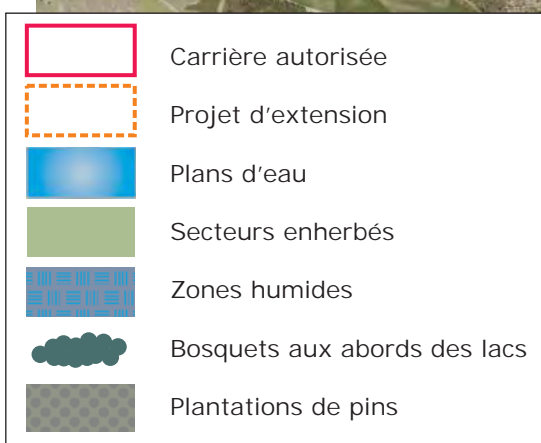 Carrière autorisée
Projet d'extension
Plans d'eau
Secteurs enherbés
Zones humides
Bosquets aux abords des lacs
Plantations de pins